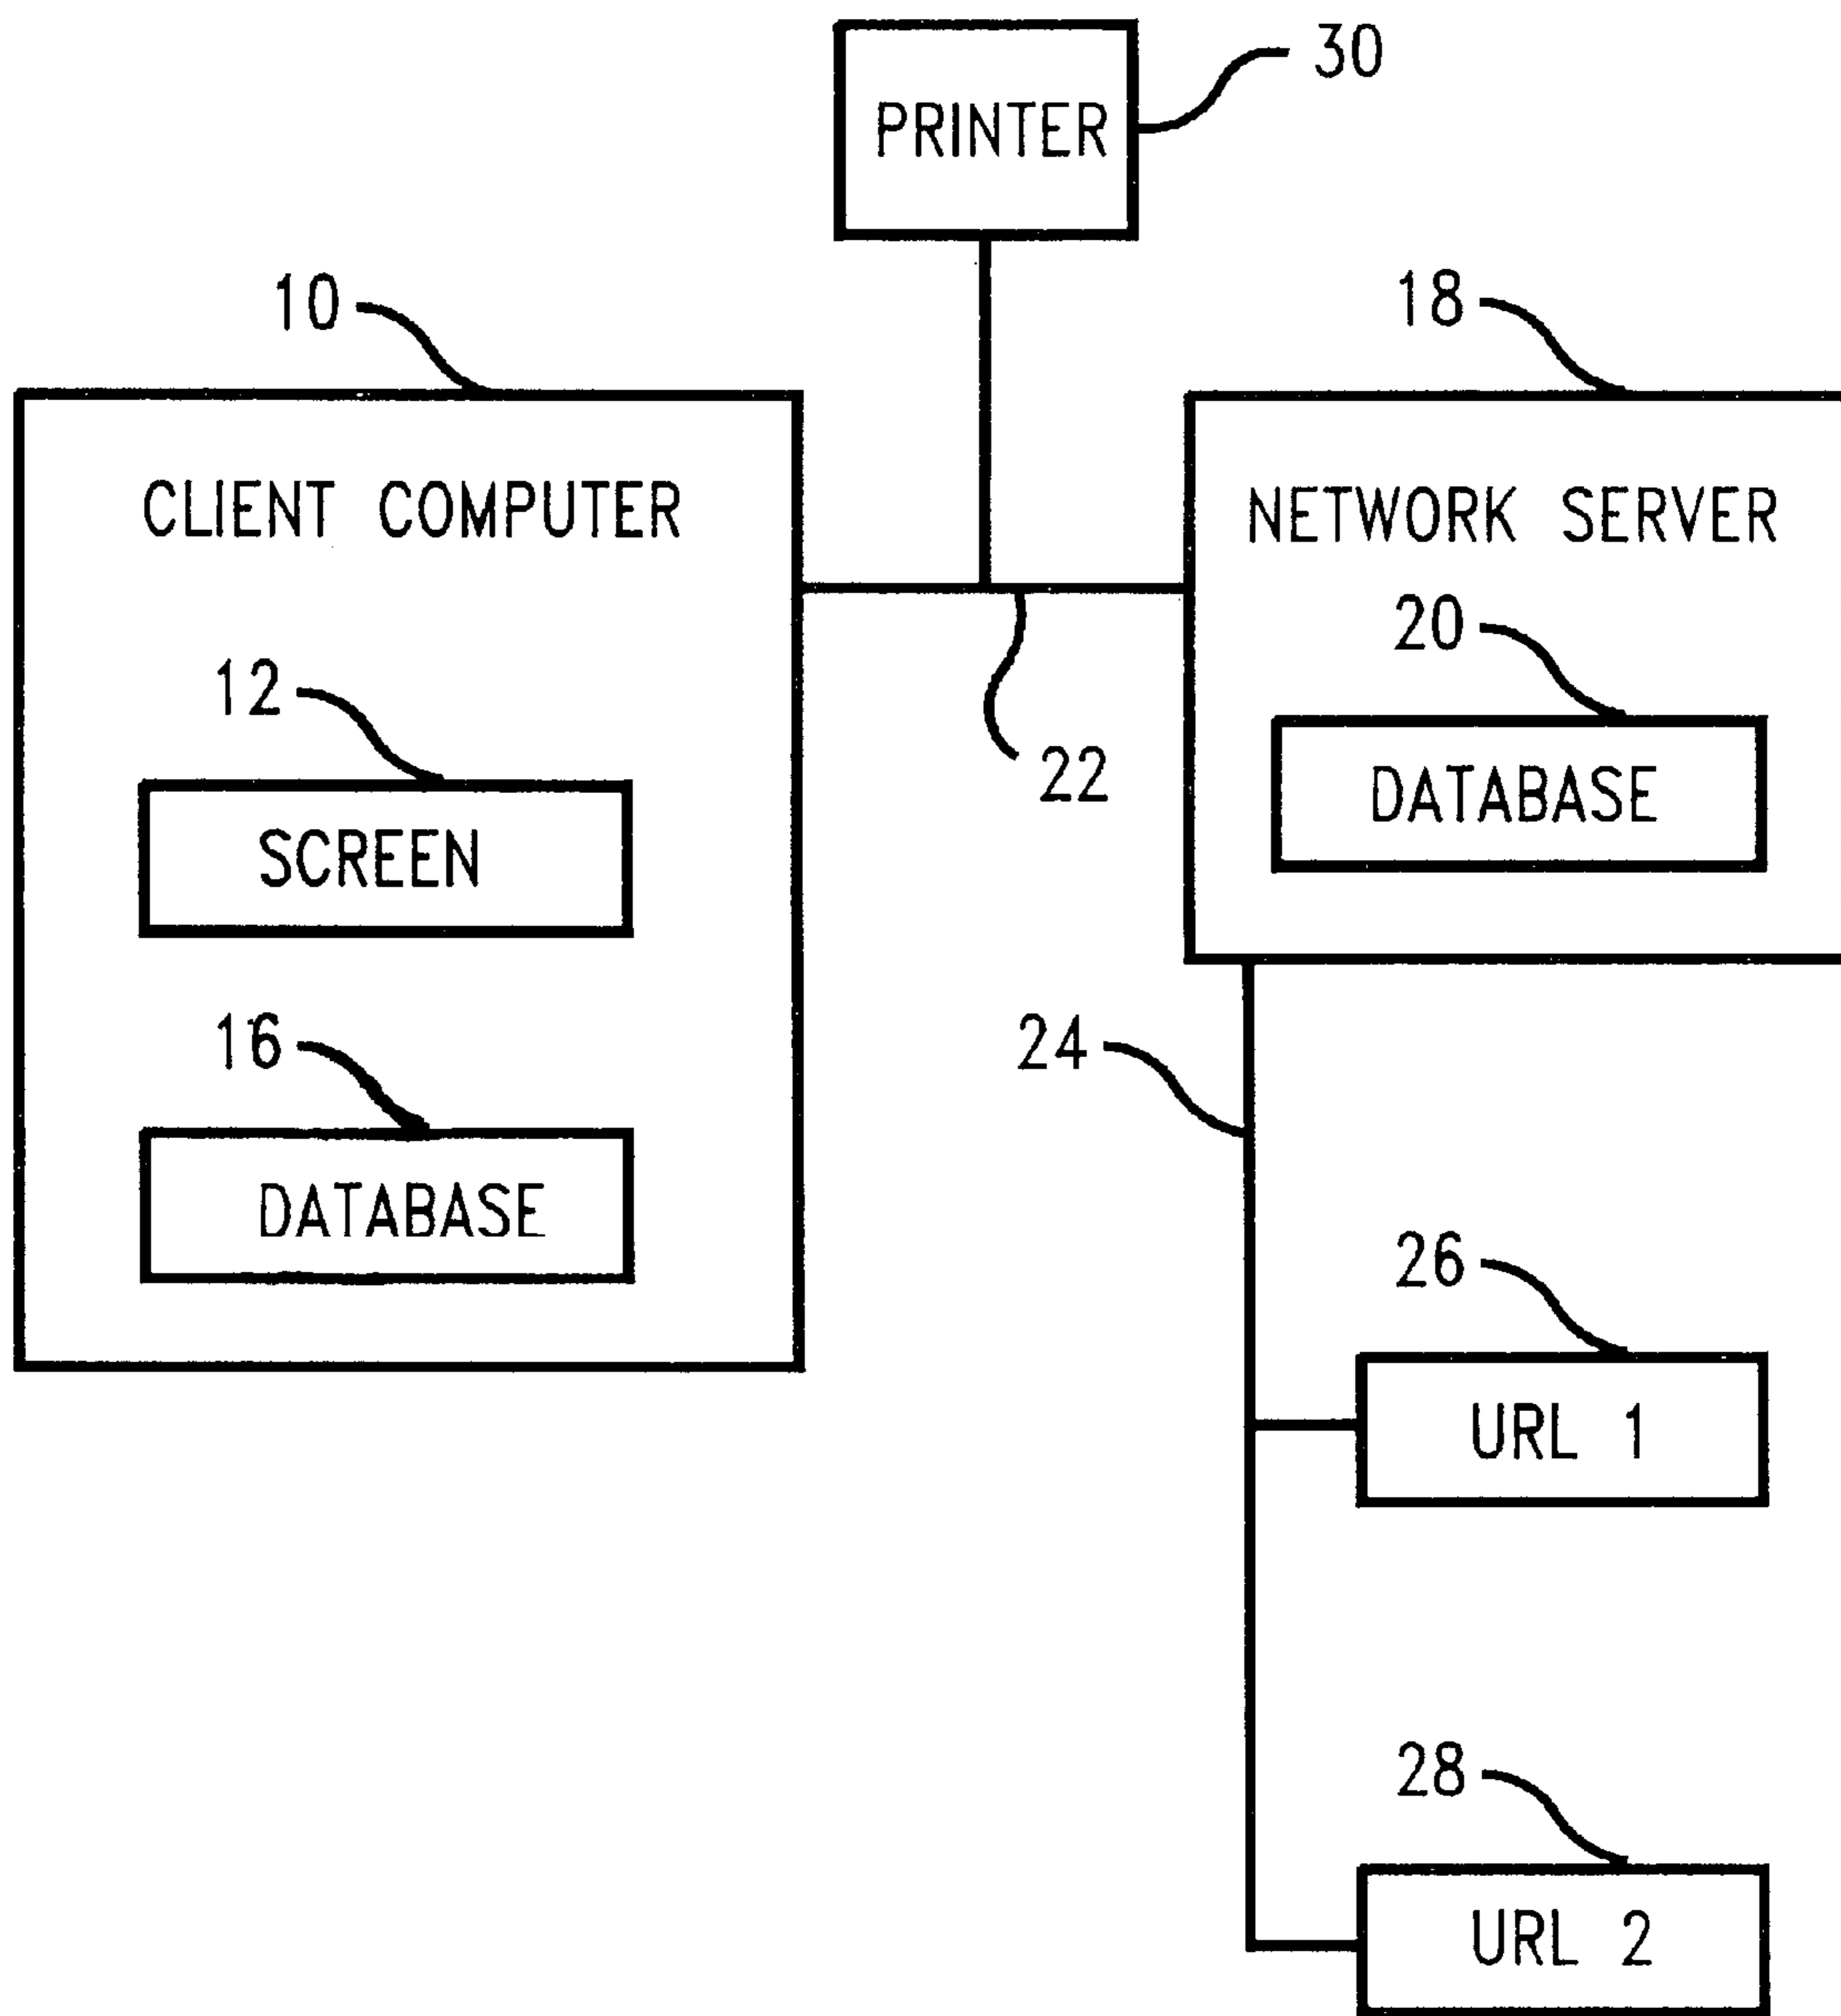 30
PRINTER
10
18
CLIENT COMPUTER
NETWORK SERVER
20
12
22
DATABASE
SCREEN
16
24
DATABASE
26
URL 1
28
URL 2